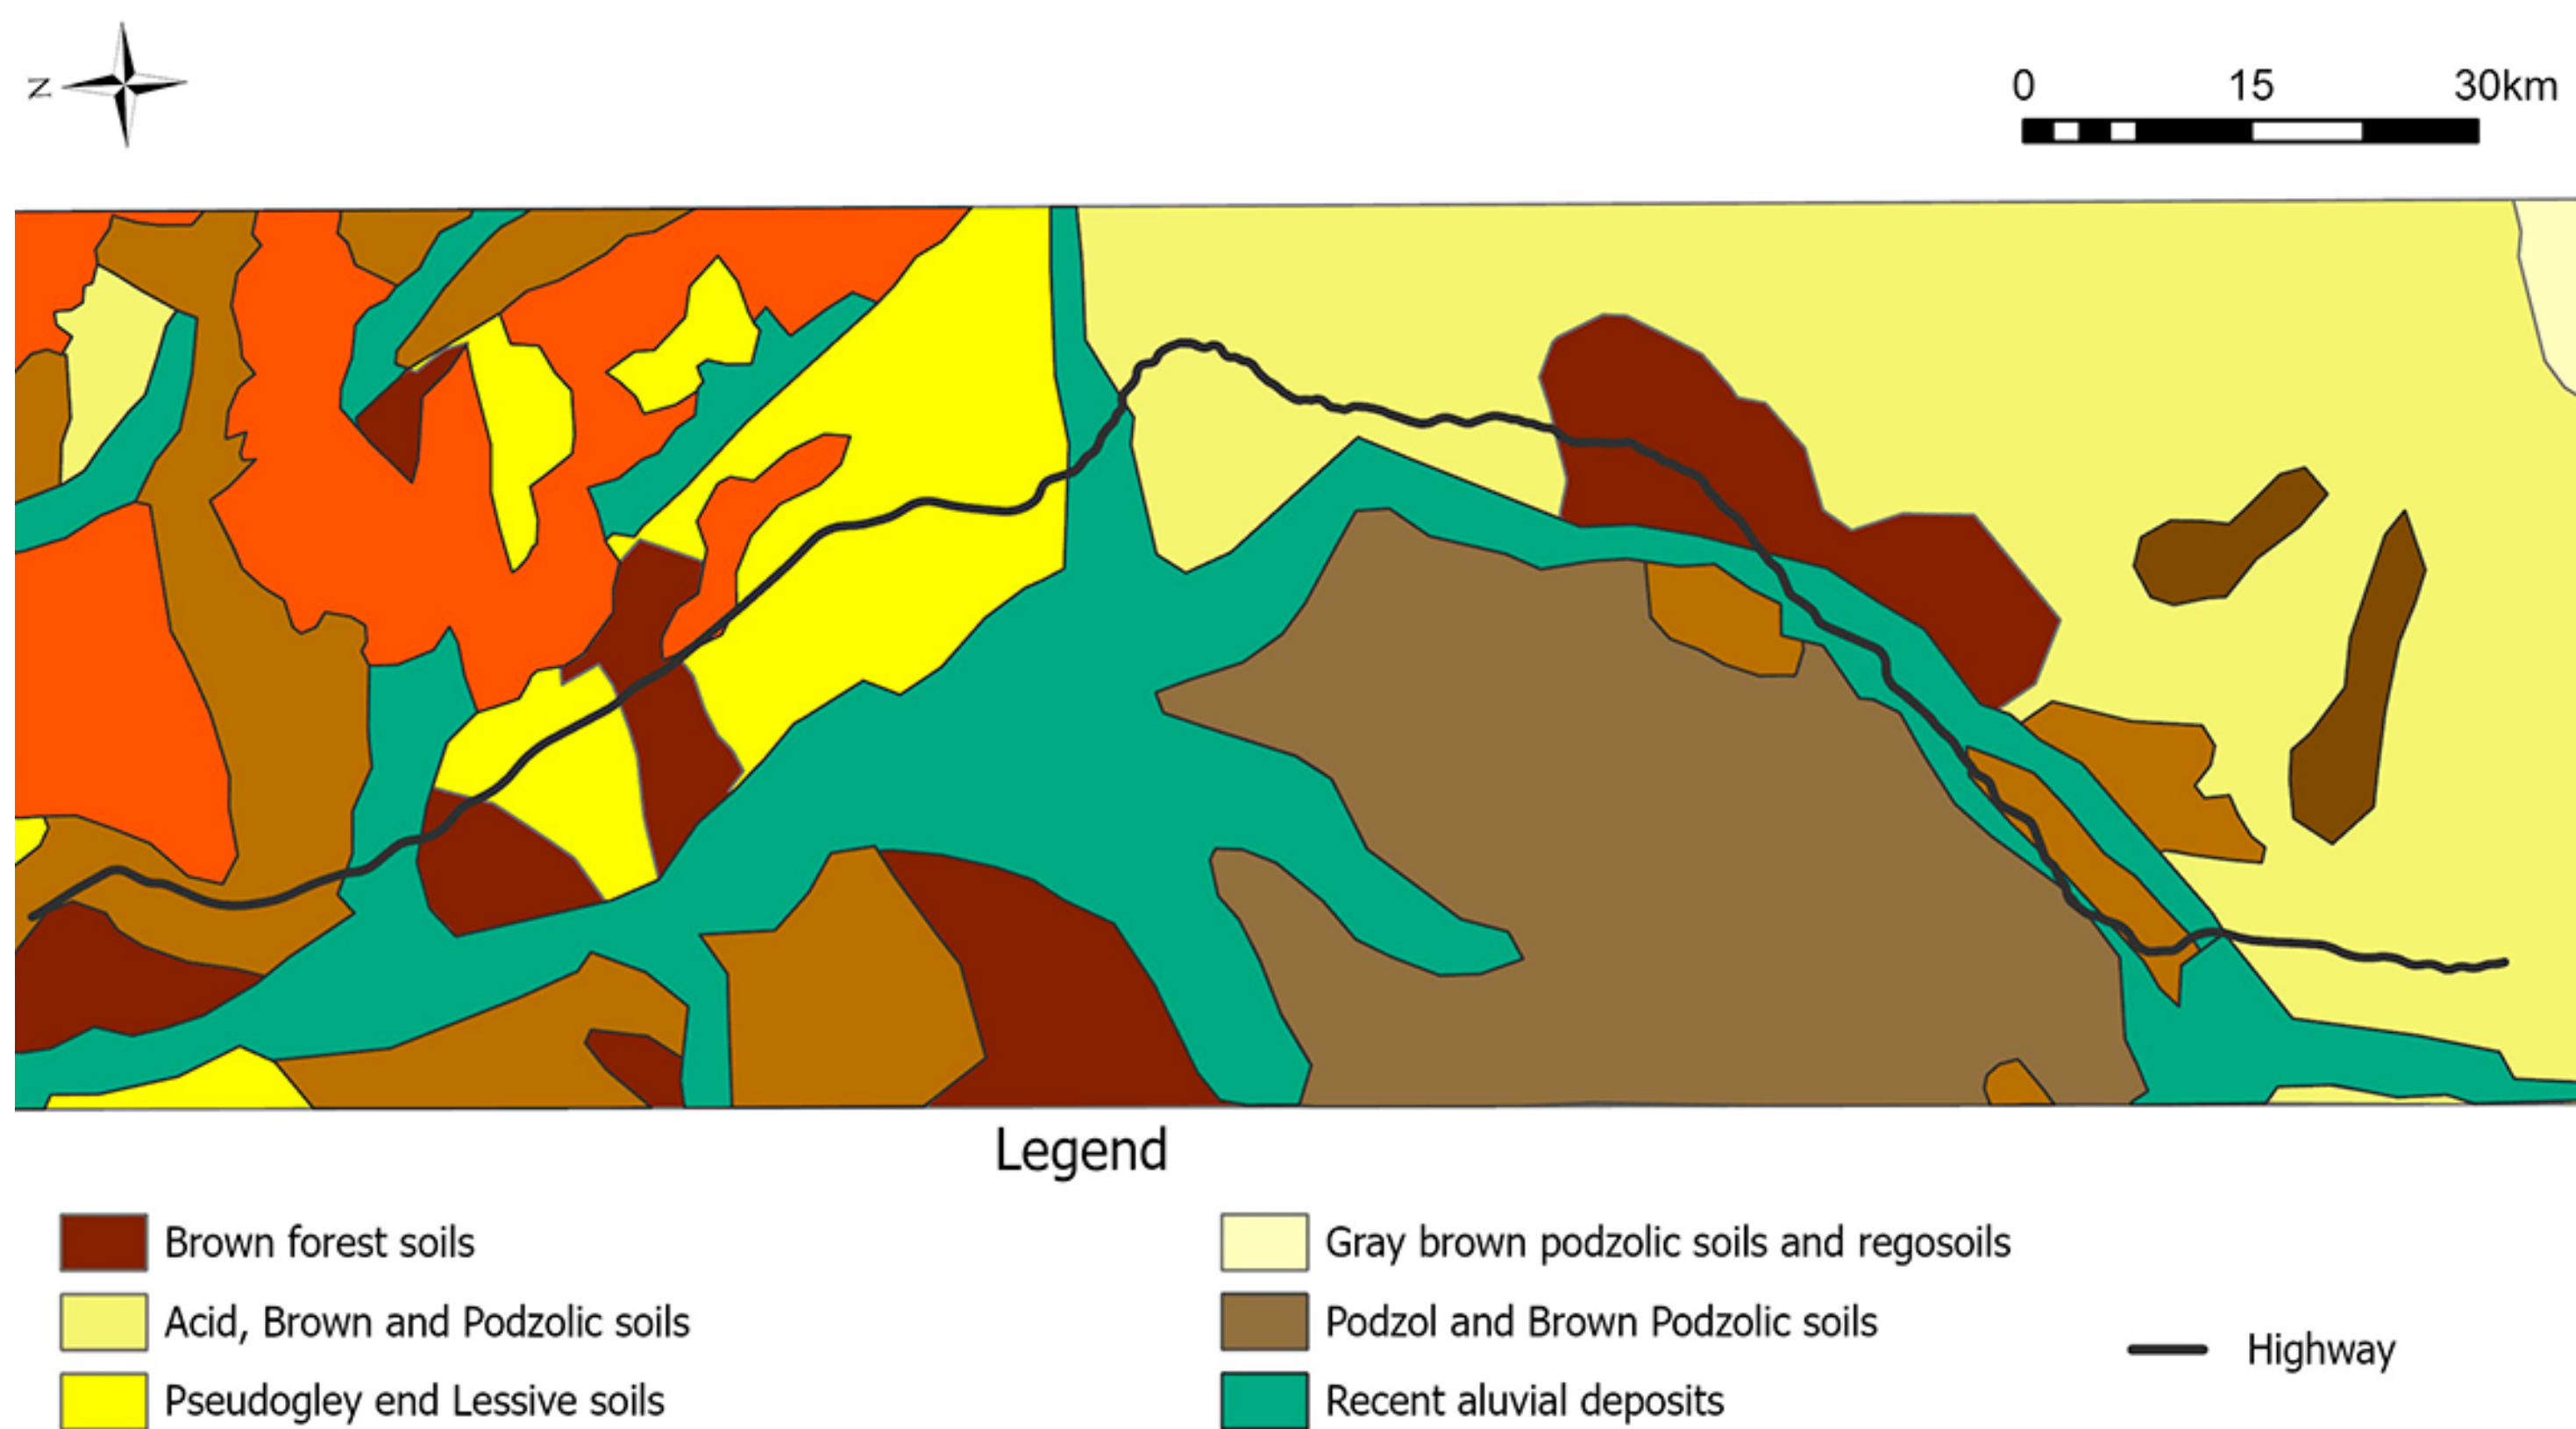 N
0 15 30km
Legend
Brown forest soils
Gray brown podzolic soils and regosoils
Acid, Brown and Podzolic soils
Podzol and Brown Podzolic soils
Highway
Pseudogley end Lessive soils
Recent aluvial deposits